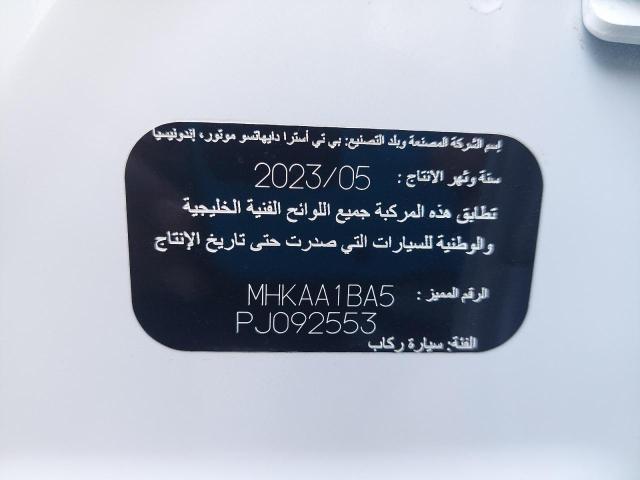 إسم الشركة المصنعة وبلد التصنيع: بي تي أسترا دايهاتسو موتور، إندونيسيا
سنة وشهر الانتاج : 2023/05
تطابق هذه المركبة جميع اللوائح الفنية الخليجية
والوطنية للسيارات التي صدرت حتى تاريخ الإنتاج
الرقم المميز : MHKAA1BA5
PJ092553
الفئة: سيارة ركاب